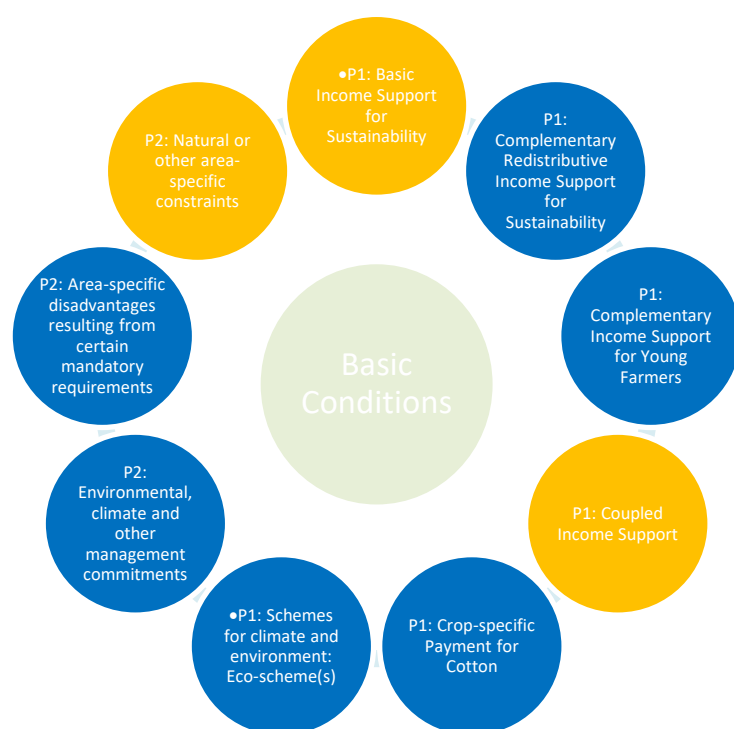 •P1: Basic
Income Support
for
Sustainability
P1:
Complementary
Redistributive
Income Support
for
Sustainability
P1:
Complementary
Income Support
for Young
Farmers
P1: Coupled
Income Support
P1: Crop-specific
Payment for
Cotton
•P1: Schemes
for climate and
environment:
Eco-scheme(s)
P2:
Environmental,
climate and
other
management
commitments
P2: Area-specific
disadvantages
resulting from
certain
mandatory
requirements
P2: Natural or
other area-
specific
constraints
Basic
Conditions